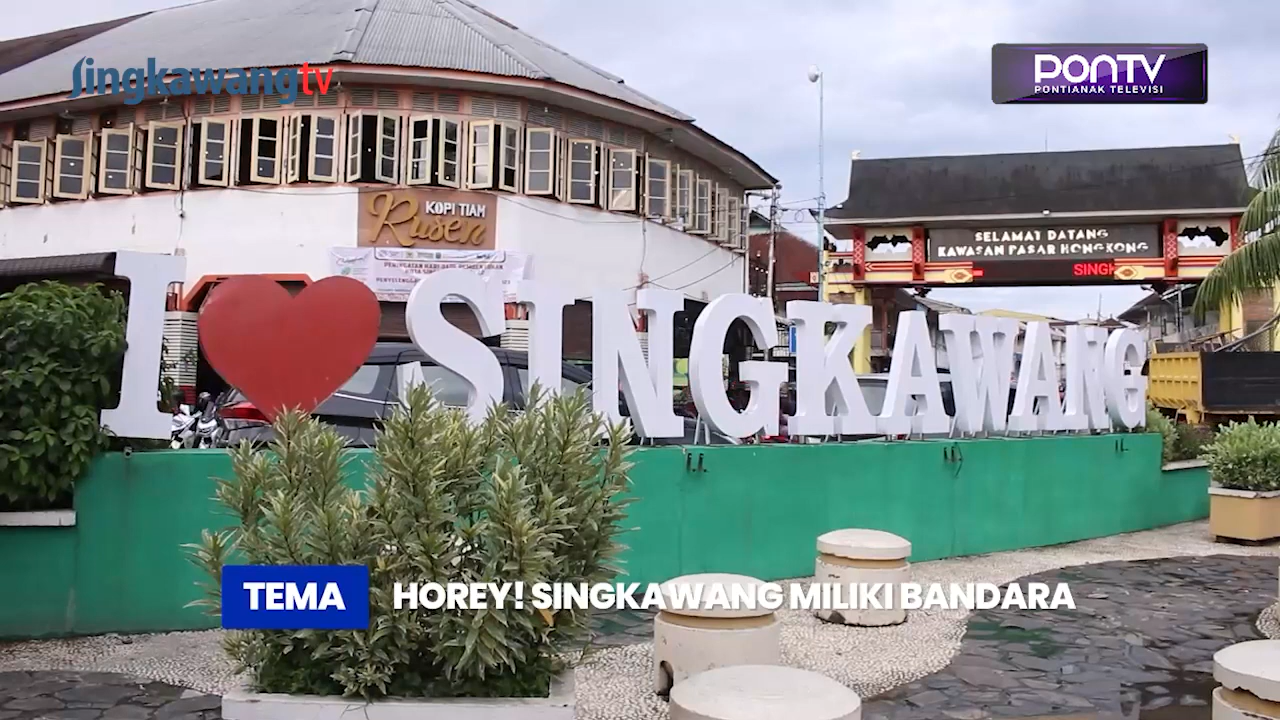 singkawangtv
PONTV
PONTIANAK TELEVISI
KOPI TIAM
Rusen
SELAMAT DATANG
KAWASAN PASAR HONGKONG
SINGK
I SINGKAWANG
TEMA
HOREY! SINGKAWANG MILIKI BANDARA